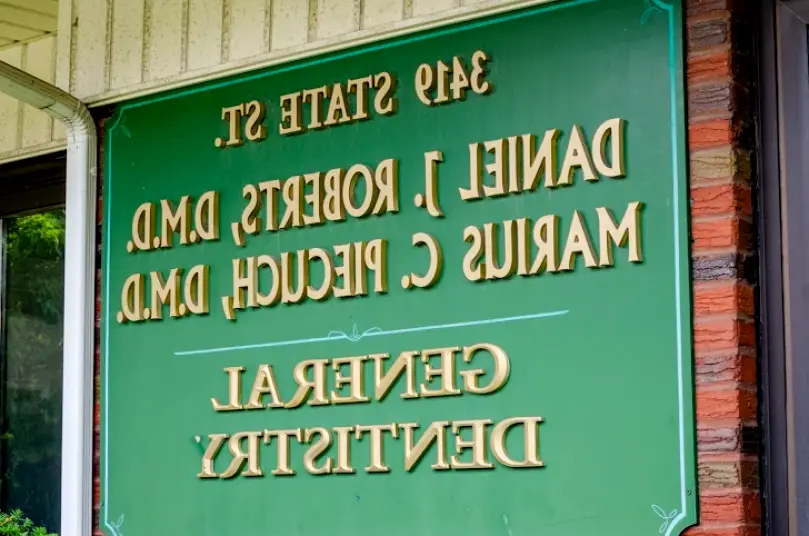 3419 STATE ST.
DANIEL J. ROBERTS, D.M.D.
MARIUS C. PIECUCH, D.M.D.
GENERAL
DENTISTRY